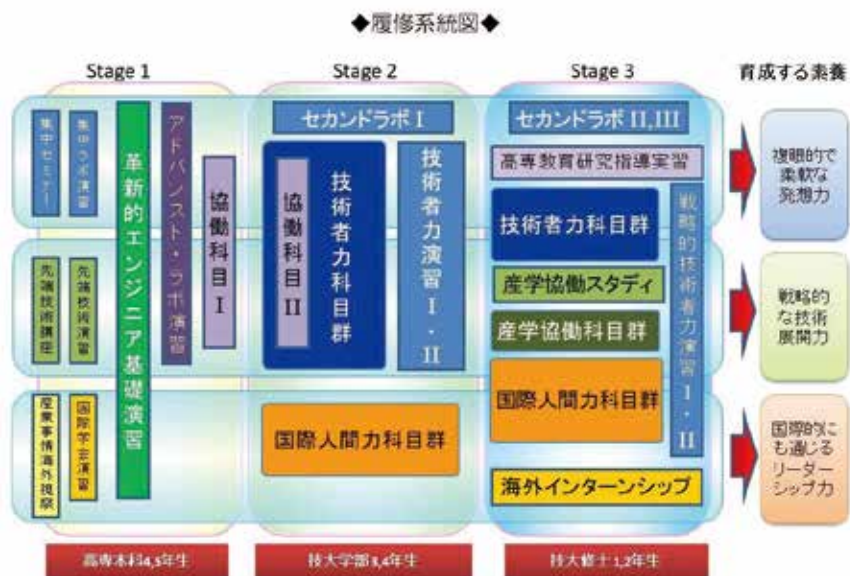 ◆履修系統図◆
Stage 1
Stage 2
Stage 3
育成する素養
集中セミナー
集中ラボ演習
先端技術講座
先端技術演習
産業事情海外視察
国際学会演習
革新的エンジニア基礎演習
アドバンスト・ラボ演習
協働科目 I
セカンドラボ I
協働科目 II
技術者力科目群
技術者力演習 I・II
国際人間力科目群
セカンドラボ II,III
高専教育研究指導実習
技術者力科目群
産学協働スタディ
産学協働科目群
国際人間力科目群
海外インターンシップ
戦略的技術者力演習 I・II
複眼的で
柔軟な
発想力
戦略的
な技術
展開力
国際的に
も通じる
リーダー
シップ力
高専本科4,5年生
技大学部3,4年生
技大修士1,2年生